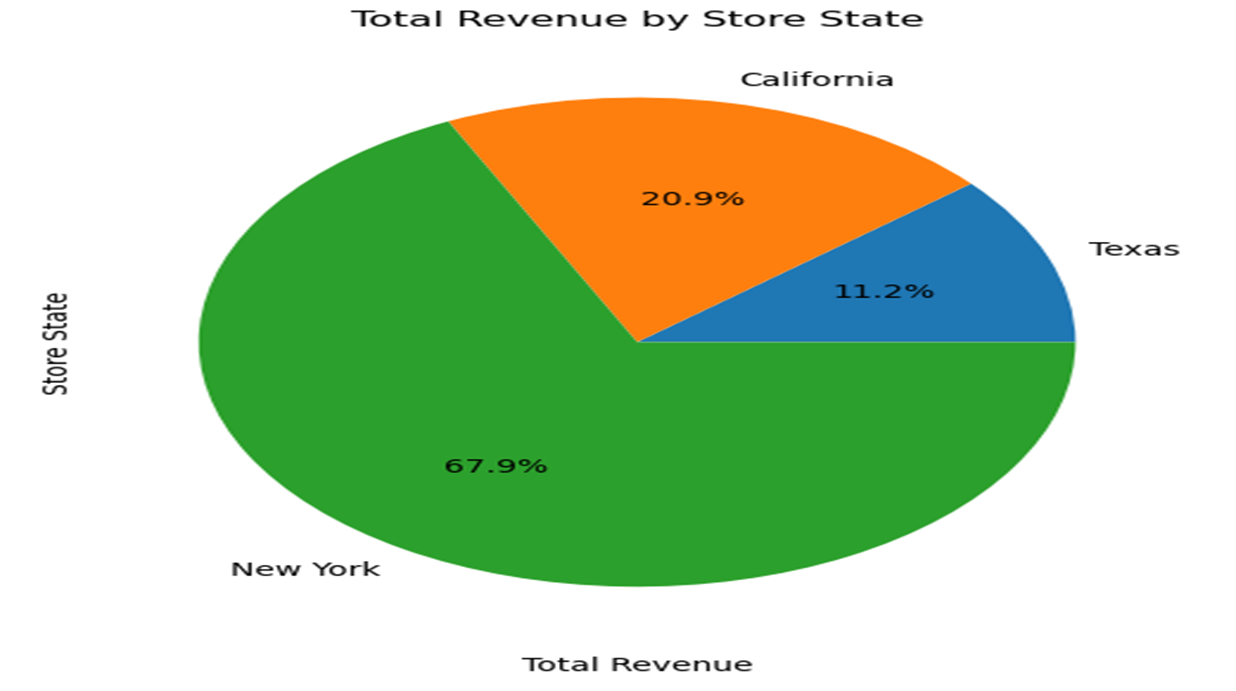 Total Revenue by Store State
California
20.9%
Texas
11.2%
Store State
67.9%
New York
Total Revenue